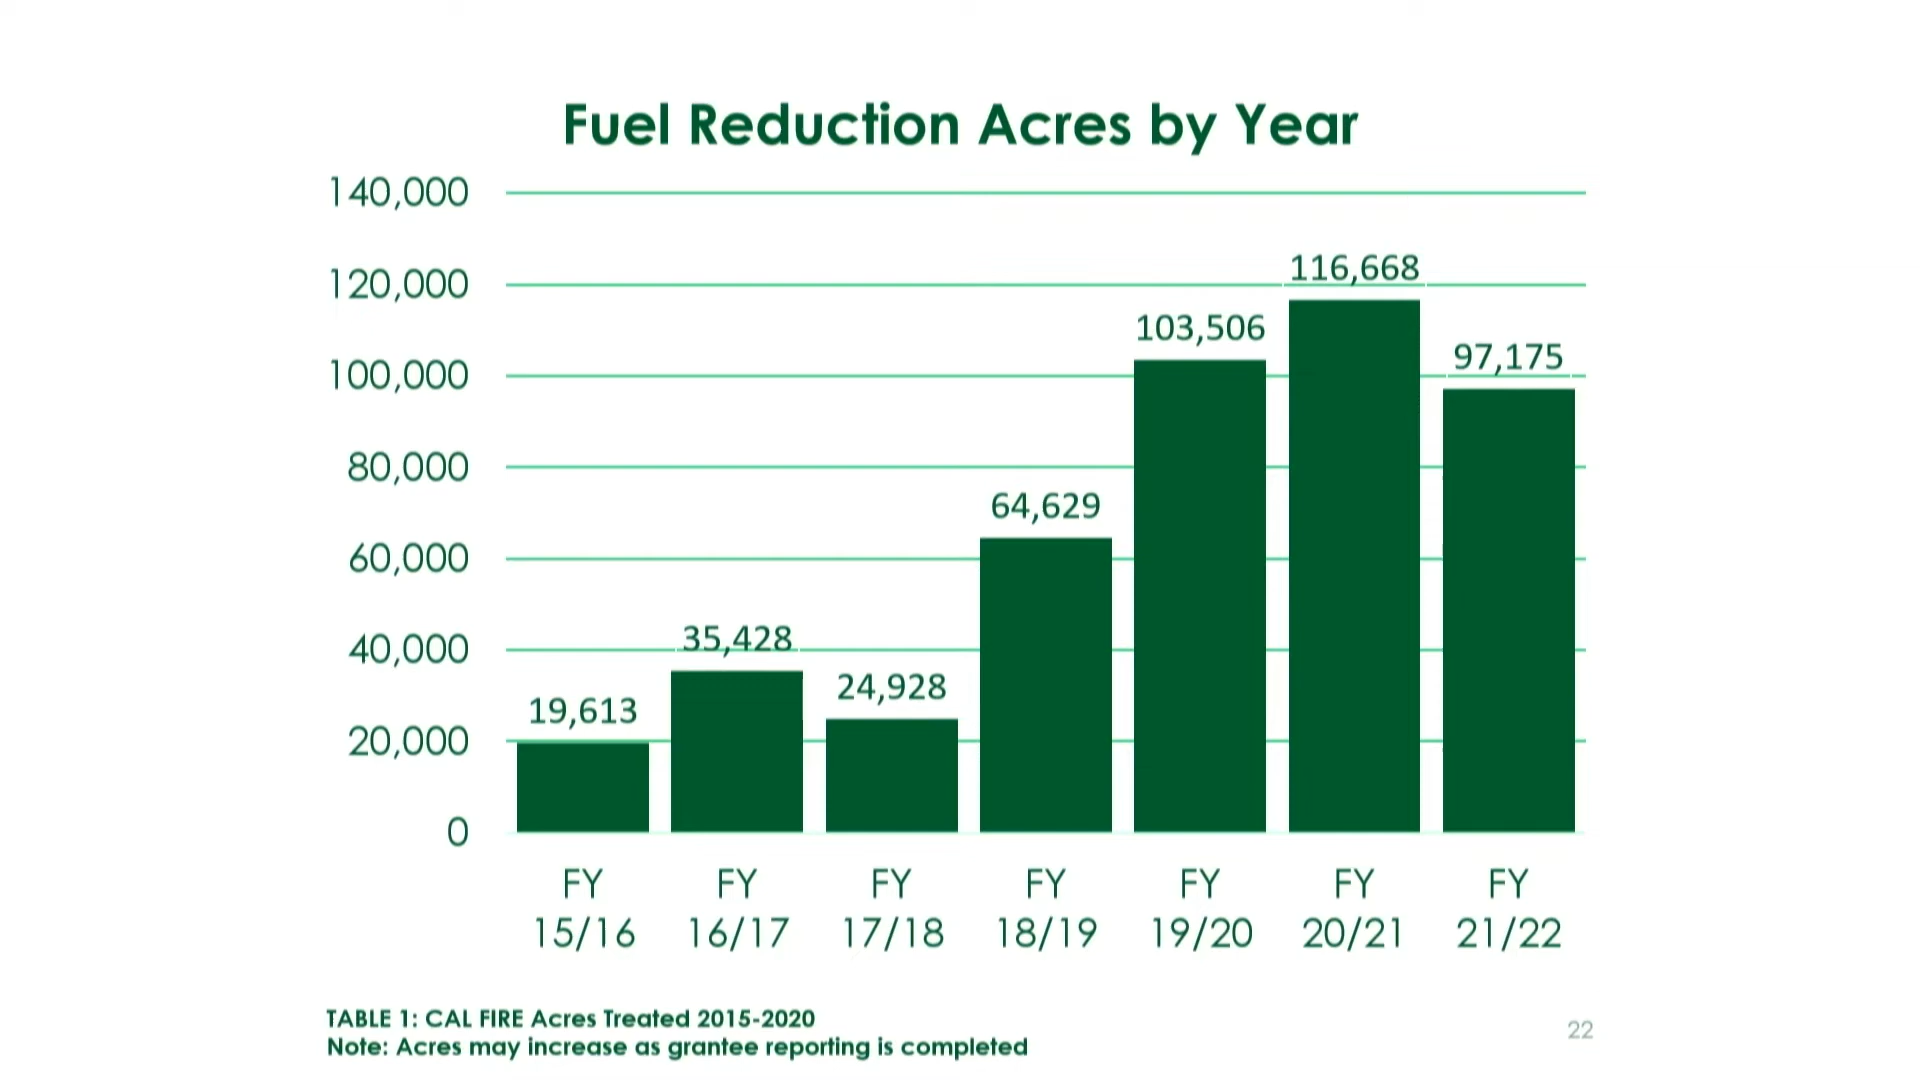 Fuel Reduction Acres by Year
140,000
120,000
100,000
80,000
60,000
40,000
20,000
0
19,613
35,428
24,928
64,629
103,506
116,668
97,175
FY
15/16
FY
16/17
FY
17/18
FY
18/19
FY
19/20
FY
20/21
FY
21/22
TABLE 1: CAL FIRE Acres Treated 2015-2020
Note: Acres may increase as grantee reporting is completed
22